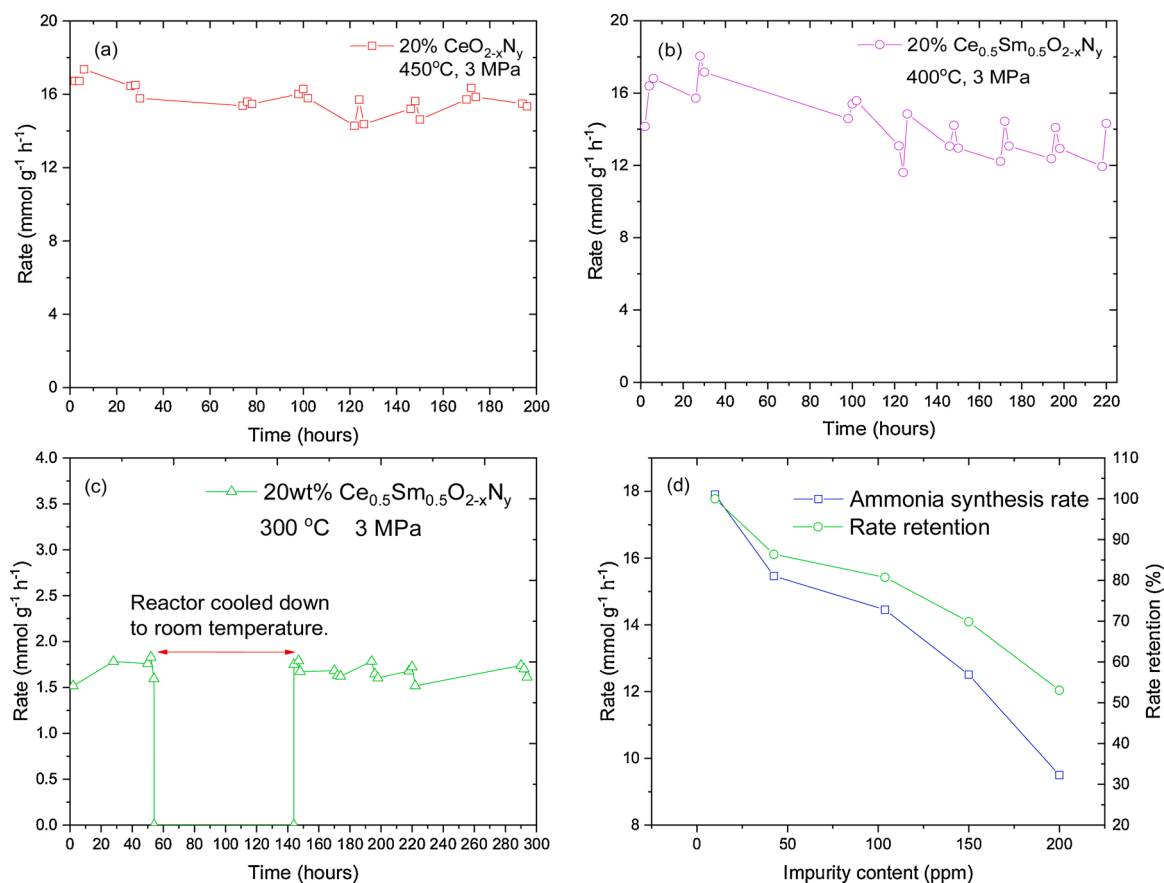 (a)
20% CeO2-xNy
450°C, 3 MPa
Rate (mmol g-1 h-1)
20
16
12
8
4
0
0 20 40 60 80 100 120 140 160 180 200
Time (hours)
(b)
20% Ce0.5Sm0.5O2-xNy
400°C, 3 MPa
Rate (mmol g-1 h-1)
20
16
12
8
4
0
0 20 40 60 80 100 120 140 160 180 200 220
Time (hours)
(c)
20wt% Ce0.5Sm0.5O2-xNy
300 °C 3 MPa
Reactor cooled down
to room temperature.
Rate (mmol g-1 h-1)
4.0
3.5
3.0
2.5
2.0
1.5
1.0
0.5
0.0
0 20 40 60 80 100 120 140 160 180 200 220 240 260 280 300
Time (hours)
(d)
Ammonia synthesis rate
Rate retention
Rate (mmol g-1 h-1)
18
16
14
12
10
8
110
100
90
80
70
60
50
40
30
20
Rate retention (%)
0 50 100 150 200
Impurity content (ppm)